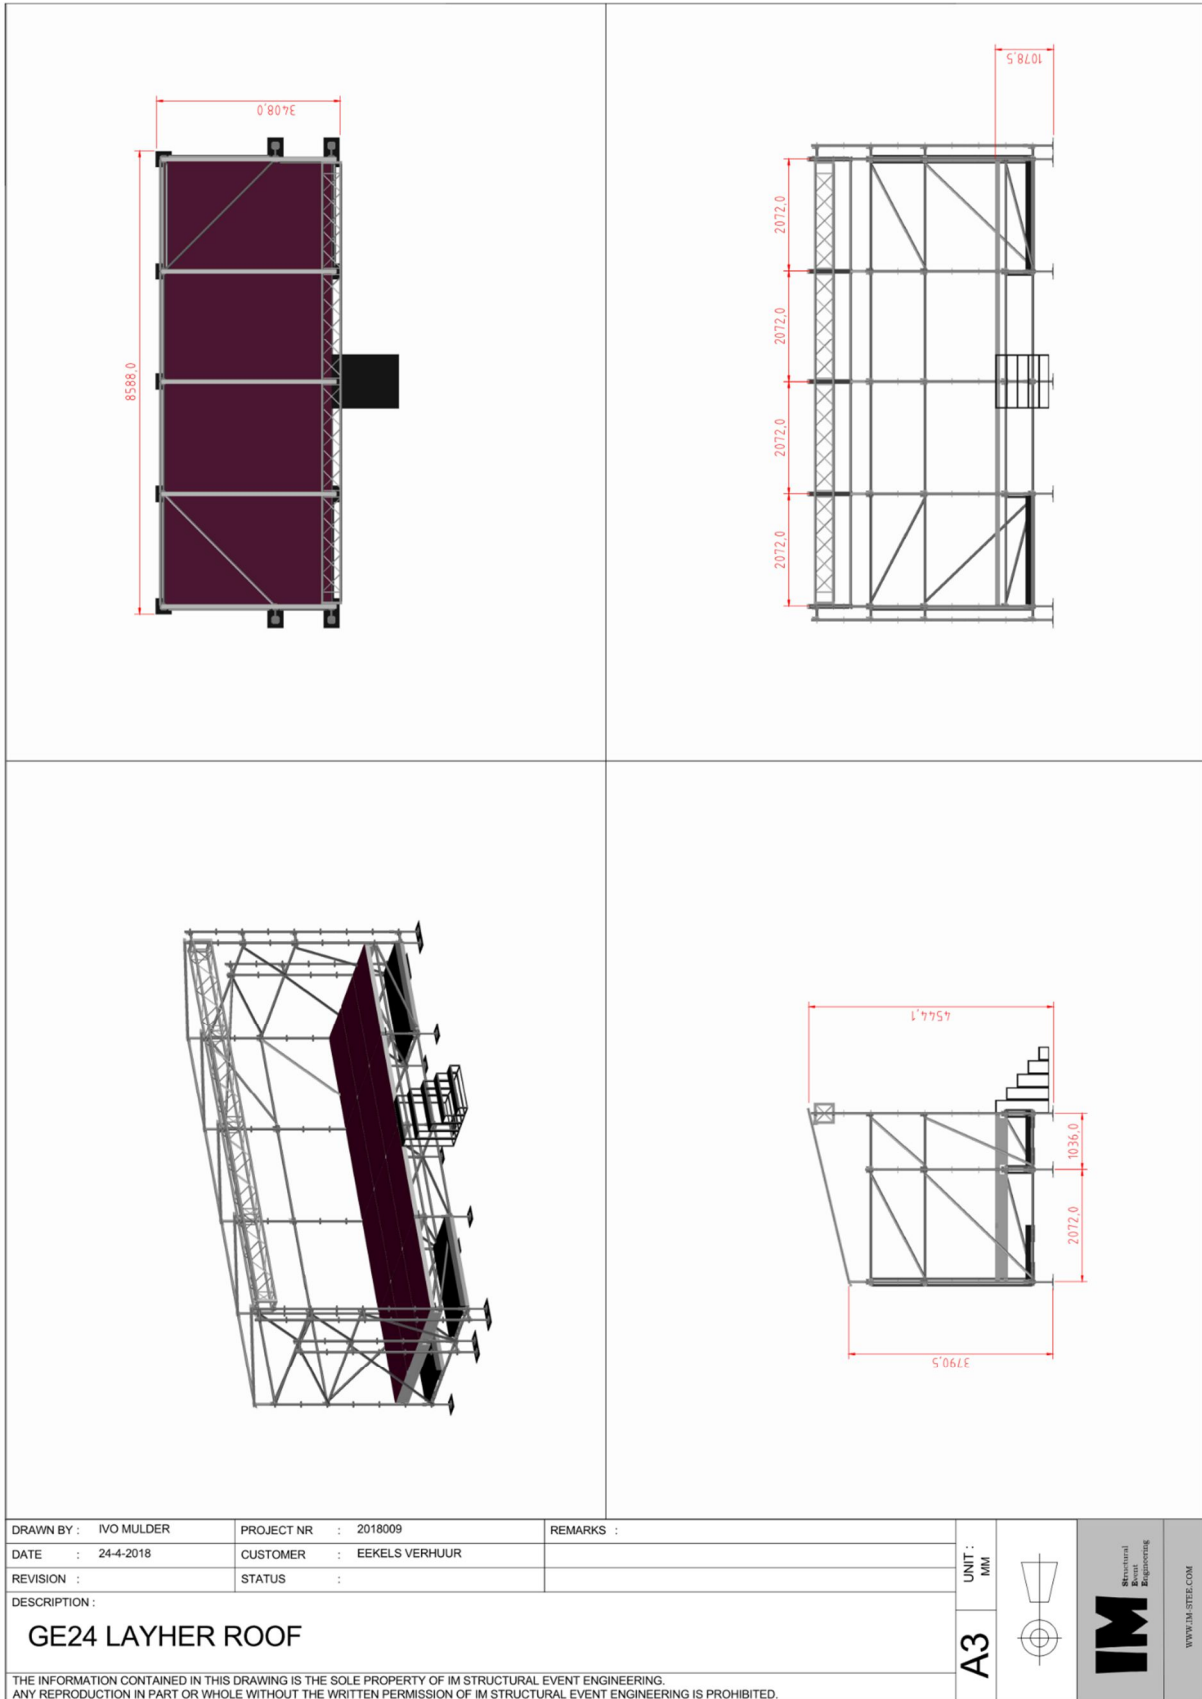 3408,0
8588,0
1078,5
2072,0
2072,0
2072,0
2072,0
4544,1
1036,0
2072,0
3790,5
DRAWN BY : IVO MULDER
PROJECT NR : 2018009
REMARKS :
DATE : 24-4-2018
CUSTOMER : EEKELS VERHUUR
REVISION :
STATUS :
DESCRIPTION :
GE24 LAYHER ROOF
THE INFORMATION CONTAINED IN THIS DRAWING IS THE SOLE PROPERTY OF IM STRUCTURAL EVENT ENGINEERING.
ANY REPRODUCTION IN PART OR WHOLE WITHOUT THE WRITTEN PERMISSION OF IM STRUCTURAL EVENT ENGINEERING IS PROHIBITED.
UNIT :
MM
A3
IM
Structural
Event
Engineering
WWW.IM-STEE.COM